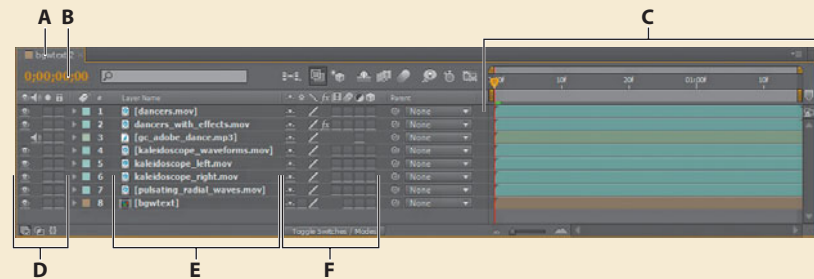 A
B
C
bgwtext 2
0;00;00;00
00F 10F 20F 01:00F 10F
# Layer Name Parent
1 [dancers.mov] None
2 dancers_with_effects.mov fx None
3 [gc_adobe_dance.mp3] None
4 [kaleidoscope_waveforms.mov] None
5 kaleidoscope_left.mov None
6 kaleidoscope_right.mov None
7 [pulsating_radial_waves.mov] None
8 [bgwtext] None
Toggle Switches / Modes
D
E
F